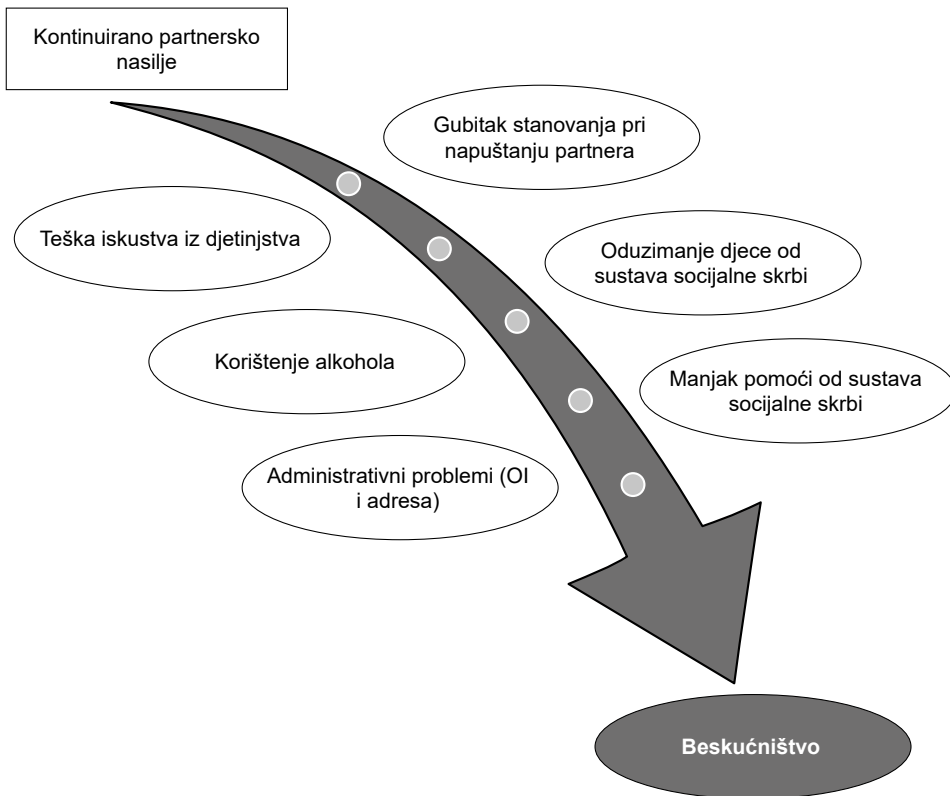 Kontinuirano partnersko
nasilje
Gubitak stanovanja pri
napuštanju partnera
Teška iskustva iz djetinjstva
Oduzimanje djece od
sustava socijalne skrbi
Korištenje alkohola
Manjak pomoći od sustava
socijalne skrbi
Administrativni problemi (OI
i adresa)
Beskućništvo